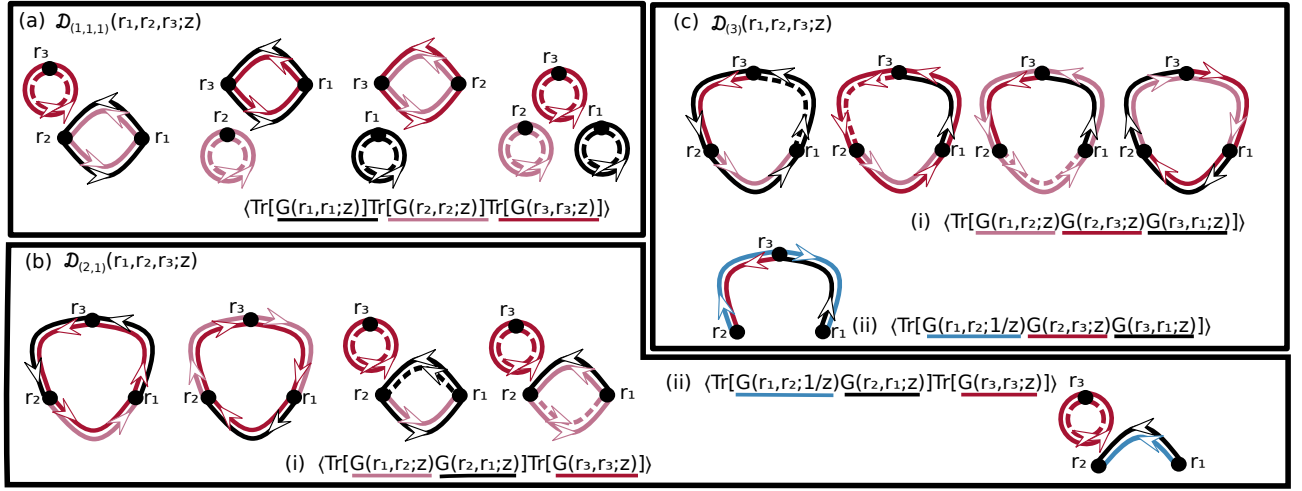 (a) 𝓓₍₁,₁,₁₎(r₁,r₂,r₃;z)
r₃
r₂
r₁
r₃
r₁
r₂
r₃
r₂
r₁
r₃
r₂
r₁
⟨Tr[G(r₁,r₁;z)]Tr[G(r₂,r₂;z)]Tr[G(r₃,r₃;z)]⟩
(b) 𝓓₍₂,₁₎(r₁,r₂,r₃;z)
r₃
r₂
r₁
r₃
r₂
r₁
r₃
r₂
r₁
r₃
r₂
r₁
(i) ⟨Tr[G(r₁,r₂;z)G(r₂,r₁;z)]Tr[G(r₃,r₃;z)]⟩
(ii) ⟨Tr[G(r₁,r₂;1/z)G(r₂,r₁;z)]Tr[G(r₃,r₃;z)]⟩
r₃
r₂
r₁
(c) 𝓓₍₃₎(r₁,r₂,r₃;z)
r₃
r₂
r₁
r₃
r₂
r₁
r₃
r₂
r₁
r₃
r₂
r₁
(i) ⟨Tr[G(r₁,r₂;z)G(r₂,r₃;z)G(r₃,r₁;z)]⟩
r₃
r₂
r₁
(ii) ⟨Tr[G(r₁,r₂;1/z)G(r₂,r₃;z)G(r₃,r₁;z)]⟩